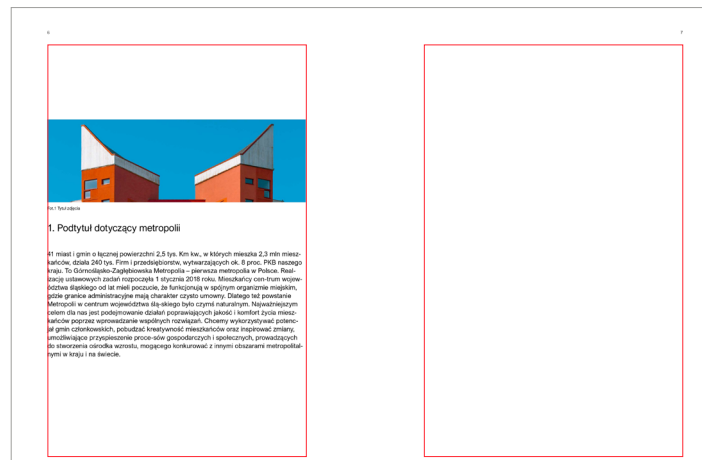 6
7
Fot.1 Tytuł zdjęcia
1. Podtytuł dotyczący metropolii
41 miast i gmin o łącznej powierzchni 2,5 tys. Km kw., w których mieszka 2,3 mln miesz-
kańców, działa 240 tys. Firm i przedsiębiorstw, wytwarzających ok. 8 proc. PKB naszego
kraju. To Górnośląsko-Zagłębiowska Metropolia – pierwsza metropolia w Polsce. Real-
izację ustawowych zadań rozpoczęła 1 stycznia 2018 roku. Mieszkańcy cen-trum wojew-
ództwa śląskiego od lat mieli poczucie, że funkcjonują w spójnym organizmie miejskim,
gdzie granice administracyjne mają charakter czysto umowny. Dlatego też powstanie
Metropolii w centrum województwa ślą-skiego było czymś naturalnym. Najważniejszym
celem dla nas jest podejmowanie działań poprawiających jakość i komfort życia miesz-
kańców poprzez wprowadzanie wspólnych rozwiązań. Chcemy wykorzystywać potenc-
jał gmin członkowskich, pobudzać kreatywność mieszkańców oraz inspirować zmiany,
umożliwiające przyspieszenie proce-sów gospodarczych i społecznych, prowadzących
do stworzenia ośrodka wzrostu, mogącego konkurować z innymi obszarami metropolital-
nymi w kraju i na świecie.